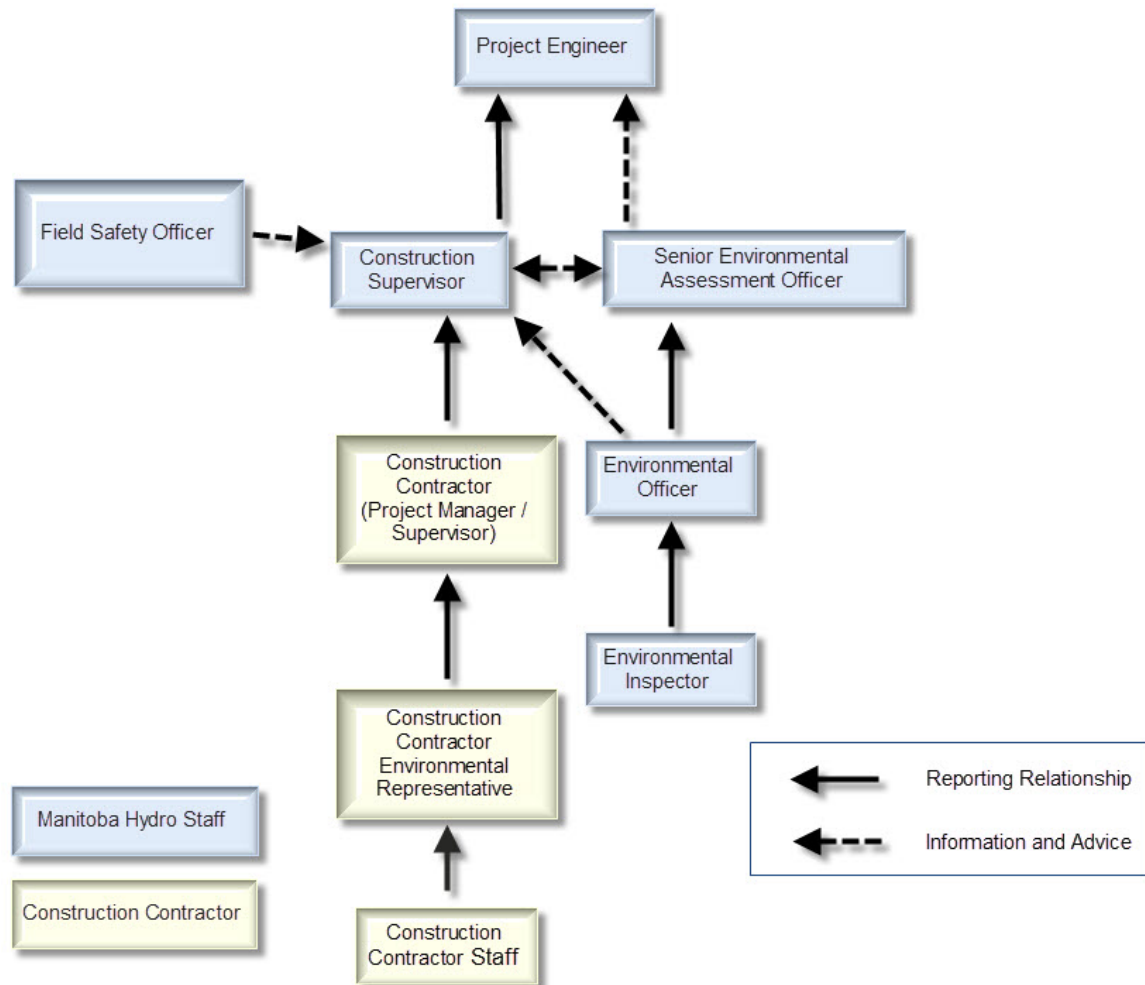 Project Engineer
Field Safety Officer
Construction
Supervisor
Senior Environmental
Assessment Officer
Construction
Contractor
(Project Manager /
Supervisor)
Environmental
Officer
Environmental
Inspector
Construction
Contractor
Environmental
Representative
Construction
Contractor Staff
Manitoba Hydro Staff
Construction Contractor
Reporting Relationship
Information and Advice